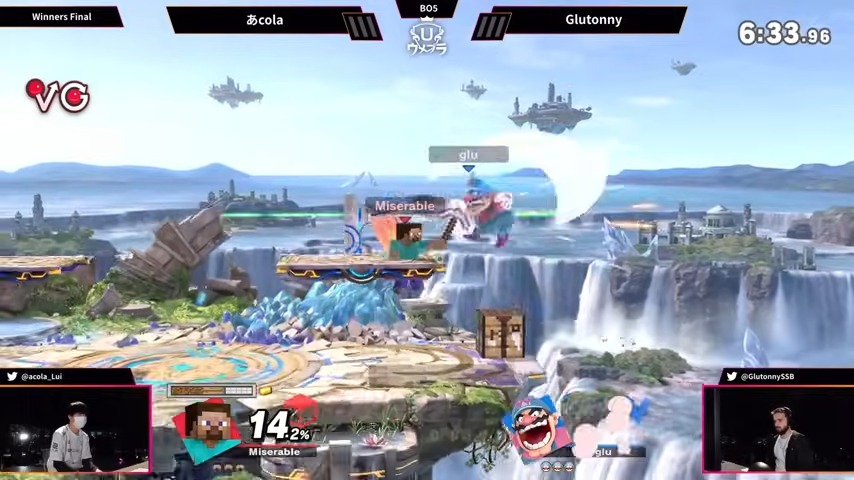 Winners Final
あcola
BO5
Glutonny
U
ウメブラ
6:33.96
VG
glu
Miserable
@acola_Lui
@GlutonnySSB
14.2%
Miserable
glu